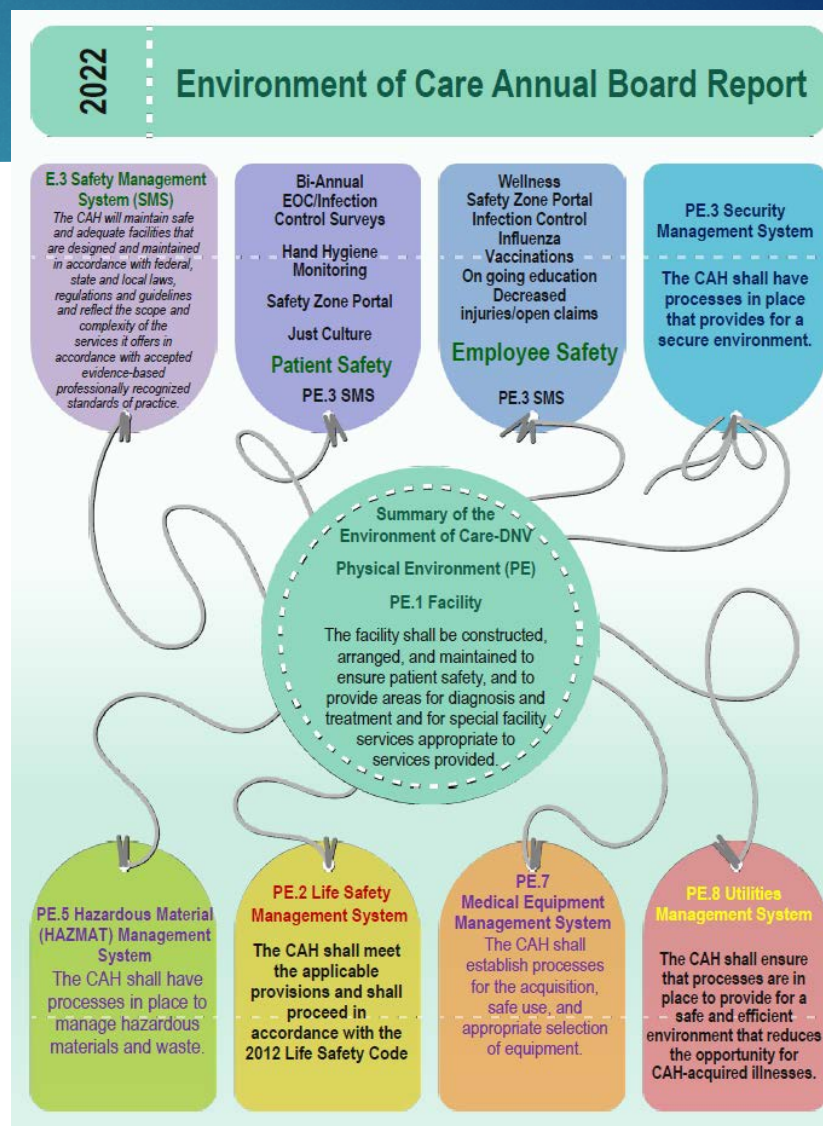 2022
Environment of Care Annual Board Report
E.3 Safety Management
System (SMS)
The CAH will maintain safe
and adequate facilities that
are designed and maintained
in accordance with federal,
state and local laws,
regulations and guidelines
and reflect the scope and
complexity of the
services it offers in
accordance with accepted
evidence-based
professionally recognized
standards of practice.
Bi-Annual
EOC/Infection
Control Surveys
Hand Hygiene
Monitoring
Safety Zone Portal
Just Culture
Patient Safety
PE.3 SMS
Wellness
Safety Zone Portal
Infection Control
Influenza
Vaccinations
On going education
Decreased
injuries/open claims
Employee Safety
PE.3 SMS
PE.3 Security
Management System
The CAH shall have
processes in place
that provides for a
secure environment.
Summary of the
Environment of Care-DNV
Physical Environment (PE)
PE.1 Facility
The facility shall be constructed,
arranged, and maintained to
ensure patient safety, and to
provide areas for diagnosis and
treatment and for special facility
services appropriate to
services provided.
PE.5 Hazardous Material
(HAZMAT) Management
System
The CAH shall have
processes in place to
manage hazardous
materials and waste.
PE.2 Life Safety
Management System
The CAH shall meet
the applicable
provisions and shall
proceed in
accordance with the
2012 Life Safety Code
PE.7
Medical Equipment
Management System
The CAH shall
establish processes
for the acquisition,
safe use, and
appropriate selection
of equipment.
PE.8 Utilities
Management System
The CAH shall ensure
that processes are in
place to provide for a
safe and efficient
environment that reduces
the opportunity for
CAH-acquired illnesses.